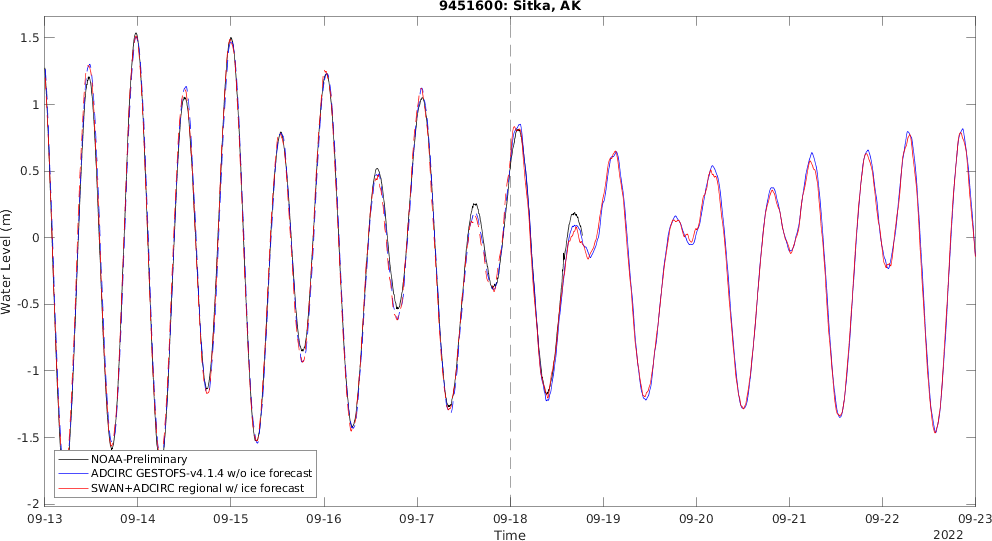 9451600: Sitka, AK
1.5
1
0.5
0
-0.5
-1
-1.5
-2
Water Level (m)
NOAA-Preliminary
ADCIRC GESTOFS-v4.1.4 w/o ice forecast
SWAN+ADCIRC regional w/ ice forecast
09-13 09-14 09-15 09-16 09-17 09-18 09-19 09-20 09-21 09-22 09-23
Time
2022